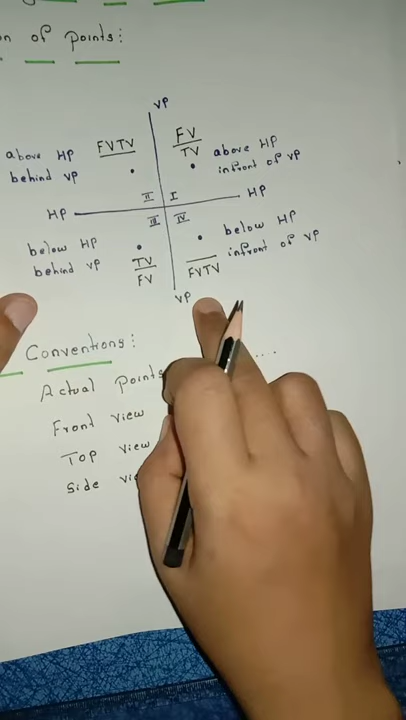 of points:
VP
FVTV
FV
TV
above HP
behind VP
above HP
infront of VP
II
I
HP
HP
III
IV
below HP
behind VP
TV
FV
FVTV
below HP
infront of VP
VP
Conventions:
Actual Points
Front view
Top view
Side